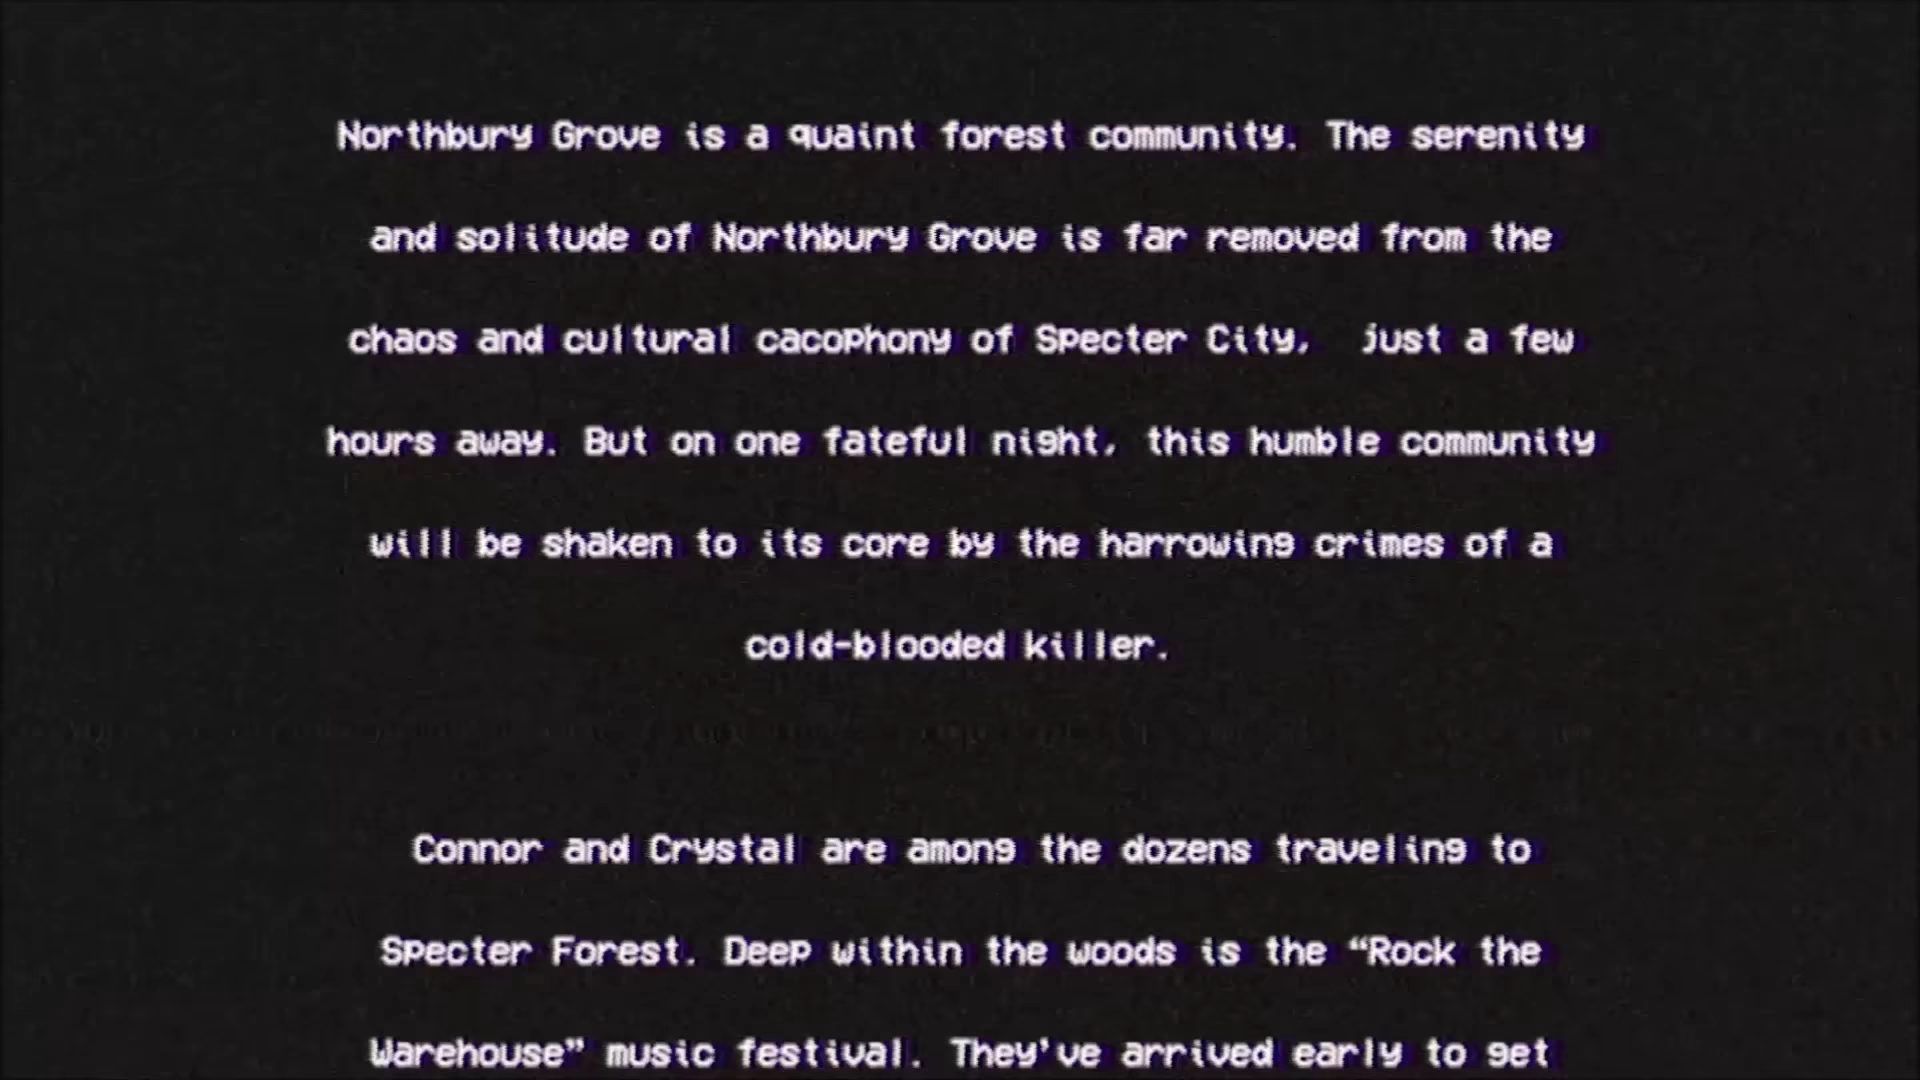 Northbury Grove is a quaint forest community. The serenity
and solitude of Northbury Grove is far removed from the
chaos and cultural cacophony of Specter City,  just a few
hours away. But on one fateful night, this humble community
will be shaken to its core by the harrowing crimes of a
cold-blooded killer.
Connor and Crystal are among the dozens traveling to
Specter Forest. Deep within the woods is the “Rock the
Warehouse” music festival. They've arrived early to get